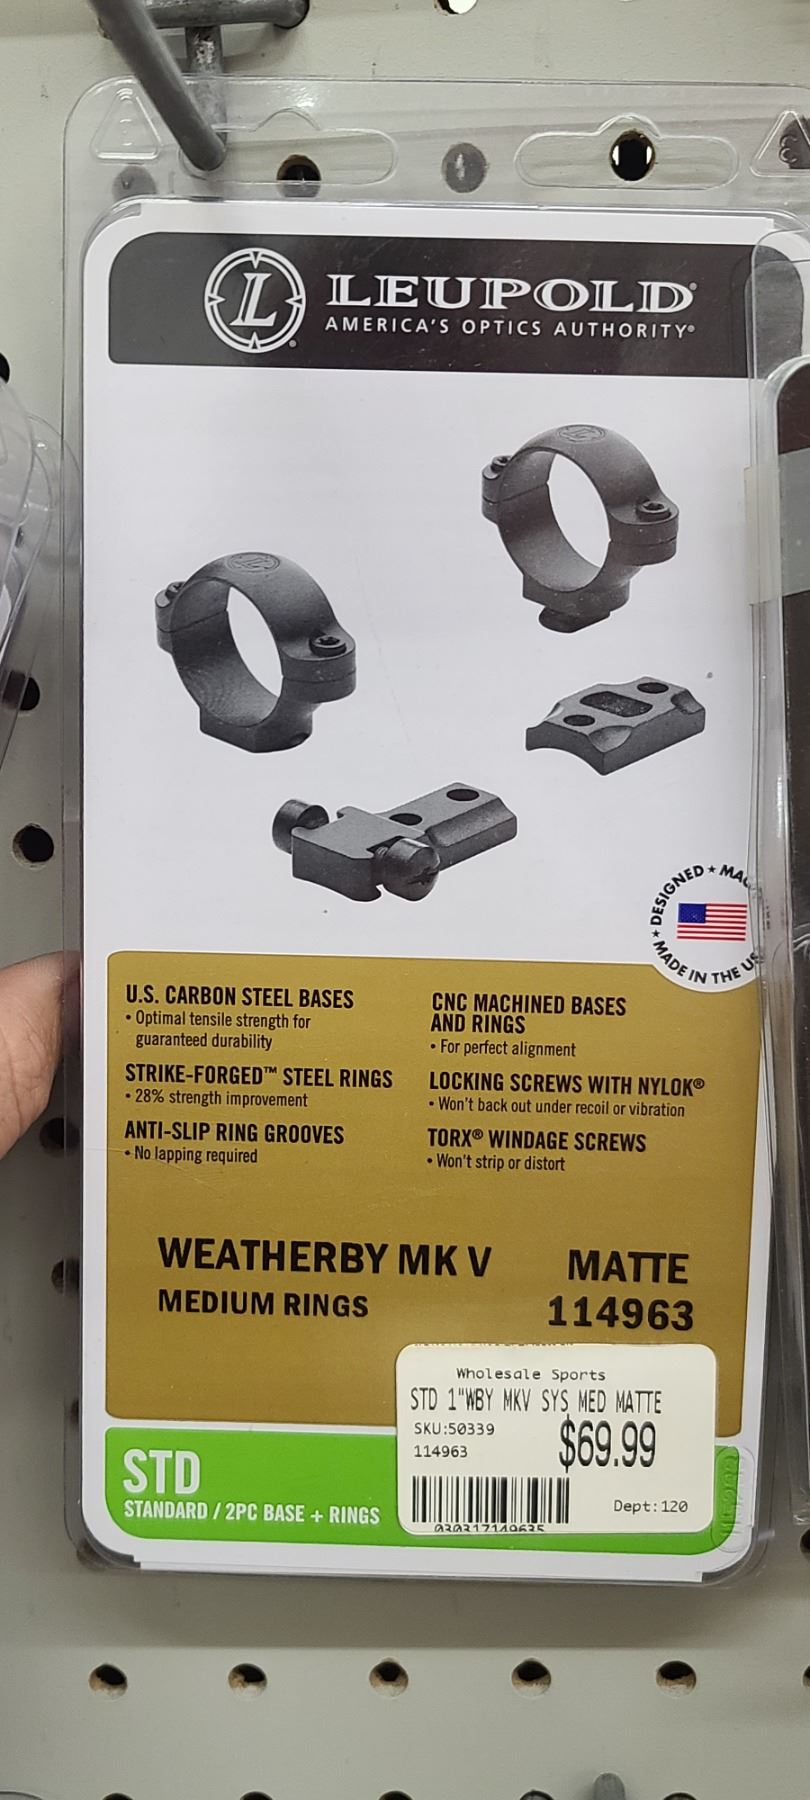 LEUPOLD®
AMERICA'S OPTICS AUTHORITY®
DESIGNED ★
★ MADE IN THE
U.S. CARBON STEEL BASES
• Optimal tensile strength for
guaranteed durability
STRIKE-FORGED™ STEEL RINGS
• 28% strength improvement
ANTI-SLIP RING GROOVES
• No lapping required
CNC MACHINED BASES
AND RINGS
• For perfect alignment
LOCKING SCREWS WITH NYLOK®
• Won't back out under recoil or vibration
TORX® WINDAGE SCREWS
• Won't strip or distort
WEATHERBY MK V
MEDIUM RINGS
MATTE
114963
Wholesale Sports
STD 1"WBY MKV SYS MED MATTE
SKU:50339
114963
$69.99
030317149635
Dept:120
STD
STANDARD / 2PC BASE + RINGS